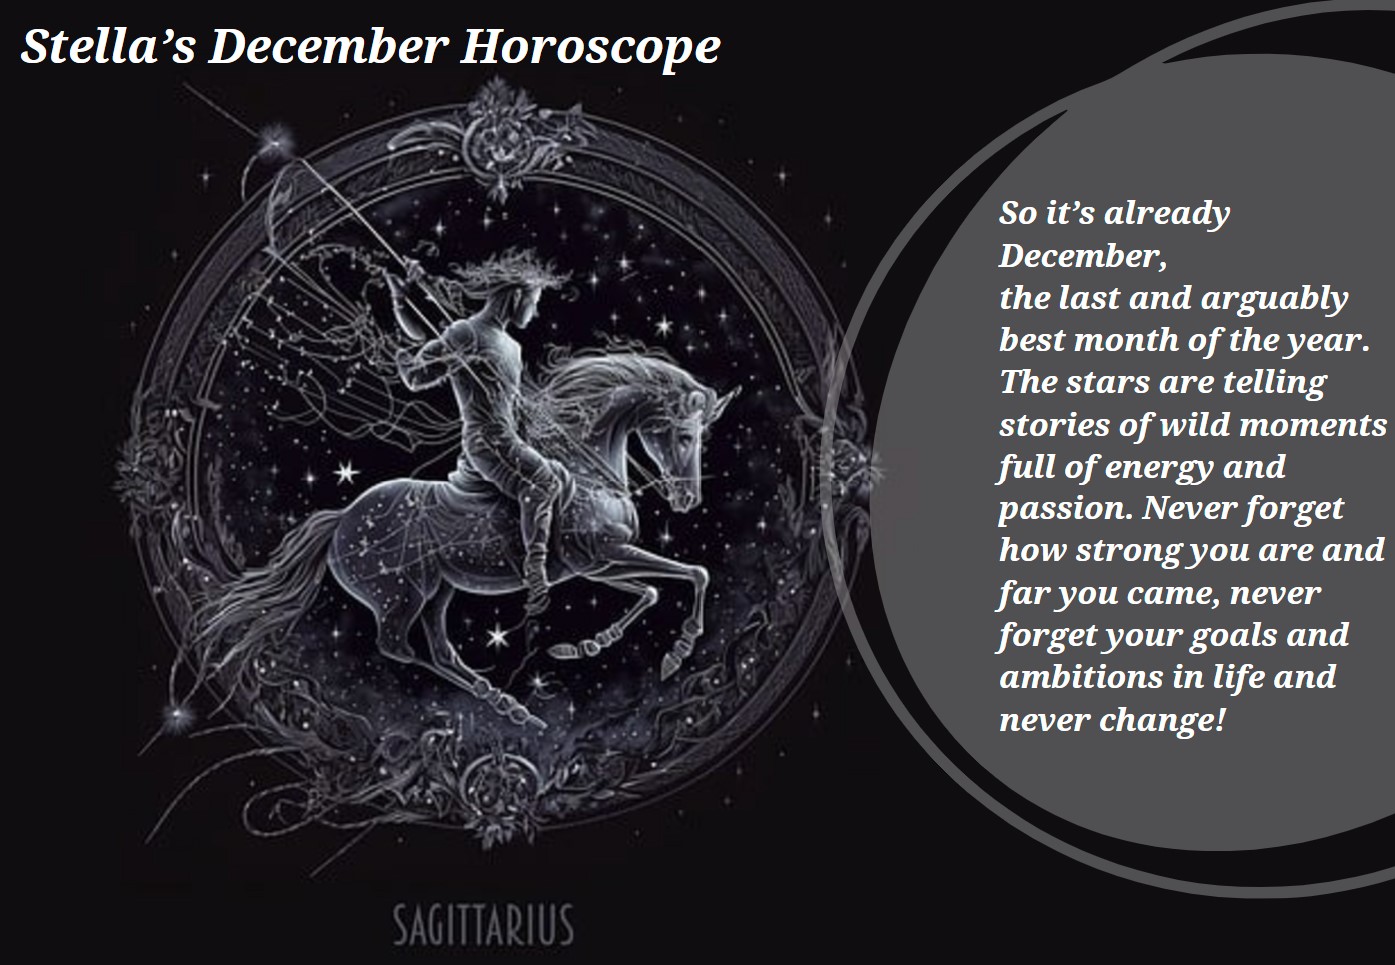 Stella’s December Horoscope
So it’s already
December,
the last and arguably
best month of the year.
The stars are telling
stories of wild moments
full of energy and
passion. Never forget
how strong you are and
far you came, never
forget your goals and
ambitions in life and
never change!
SAGITTARIUS